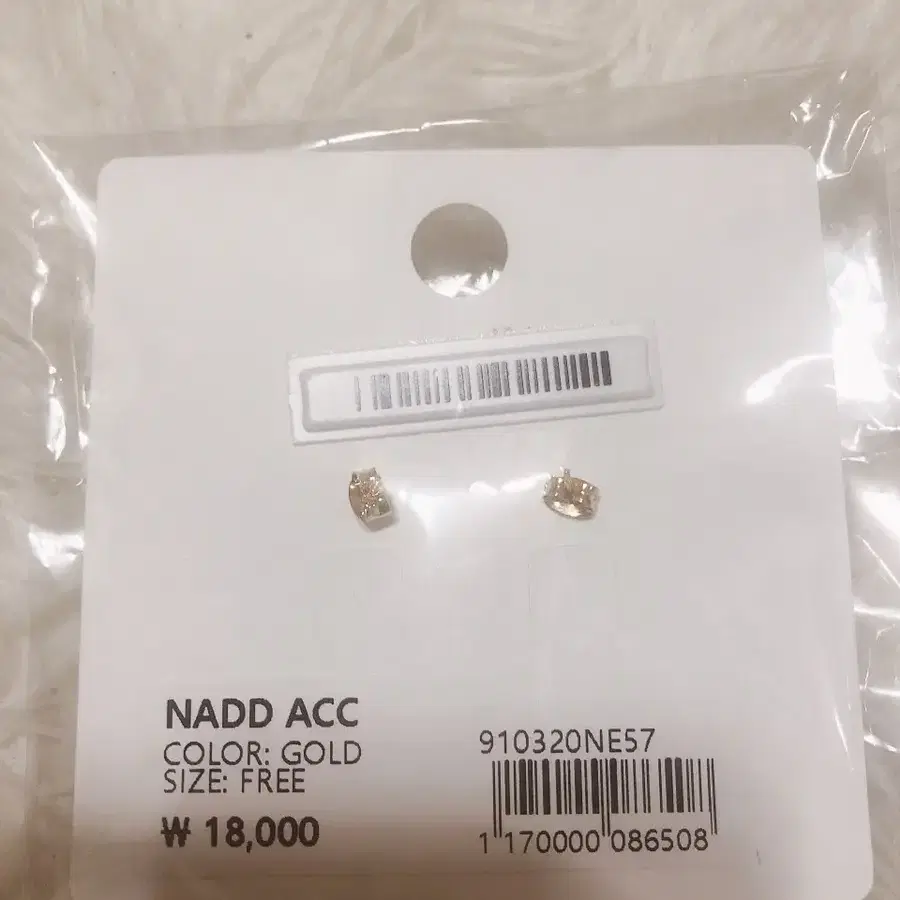 NADD ACC
COLOR: GOLD
SIZE: FREE
₩ 18,000
910320NE57
1 170000 086508